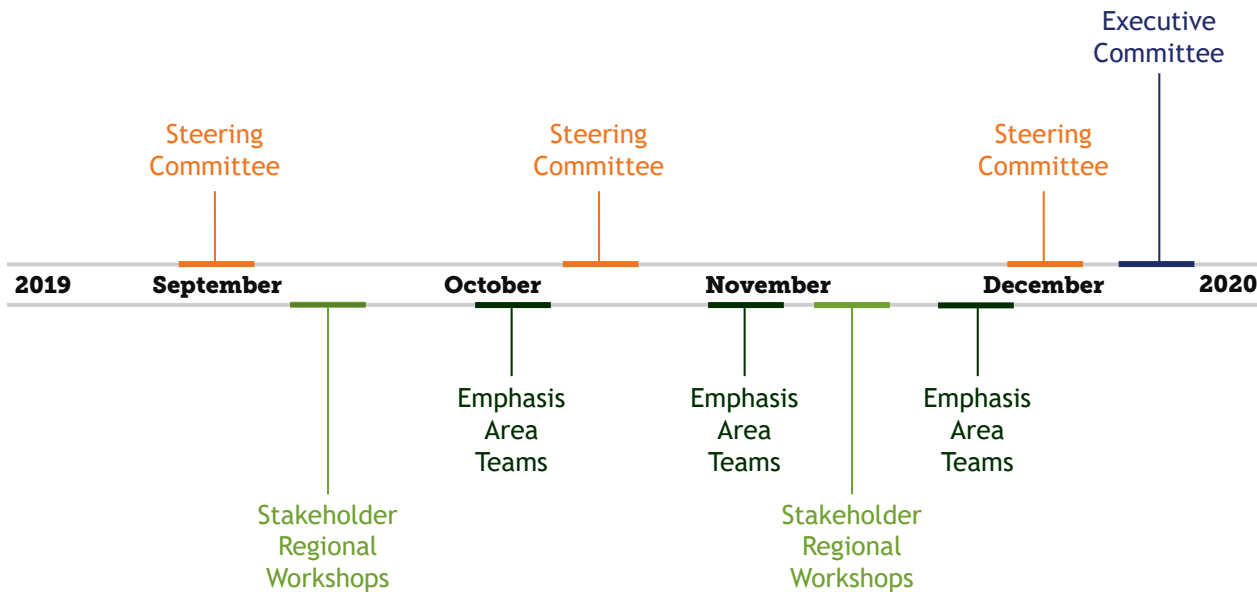 Executive
Committee
Steering
Committee
Steering
Committee
Steering
Committee
2019 September October November December 2020
Emphasis
Area
Teams
Emphasis
Area
Teams
Emphasis
Area
Teams
Stakeholder
Regional
Workshops
Stakeholder
Regional
Workshops